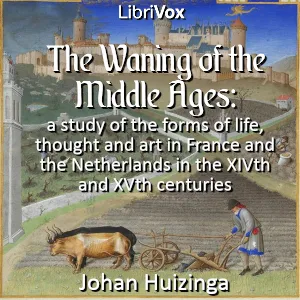 LibriVox
The Waning of the
Middle Ages:
a study of the forms of life,
thought and art in France and
the Netherlands in the XIVth
and XVth centuries
Johan Huizinga